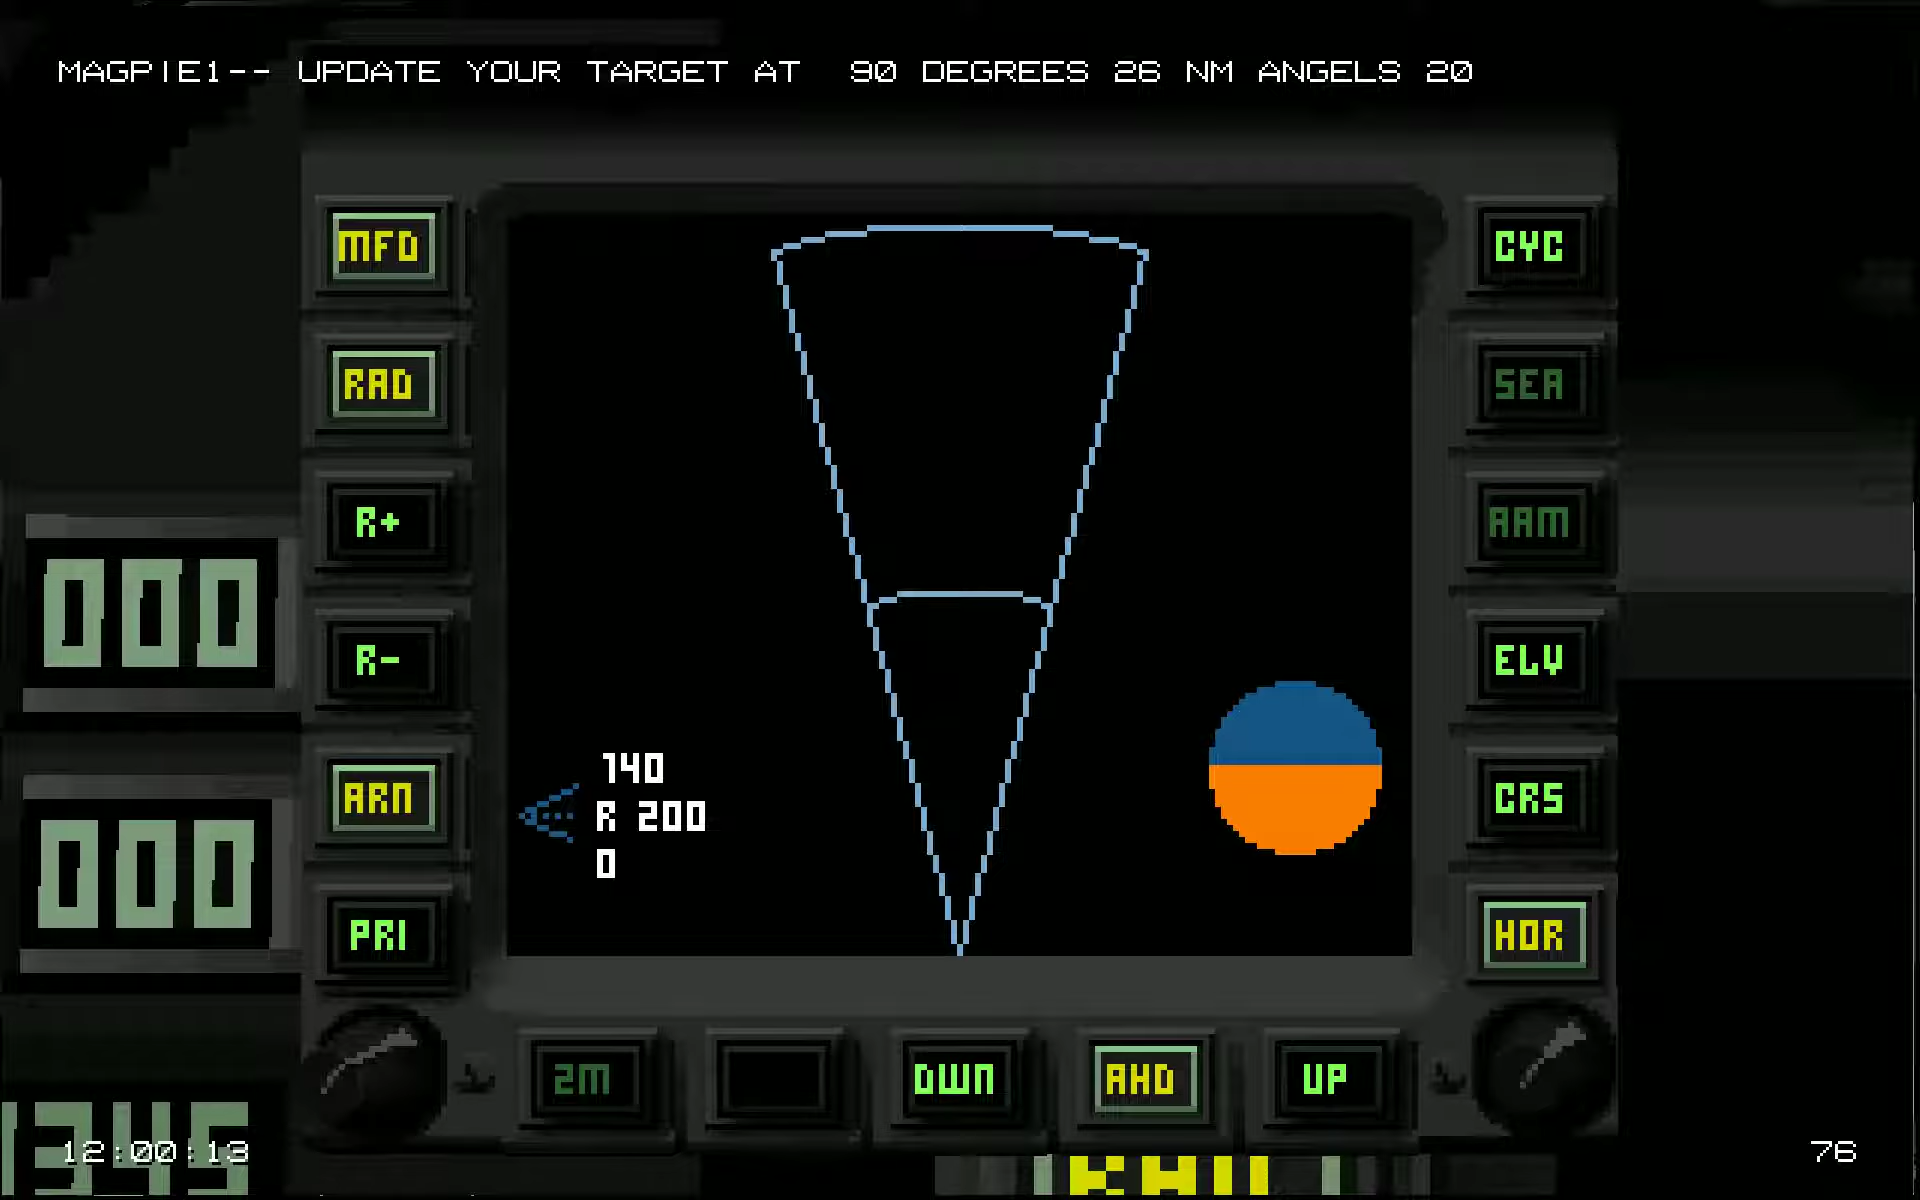 MAGPIE1-- UPDATE YOUR TARGET AT  90 DEGREES 26 NM ANGELS 20
MFD
CYC
RAD
SEA
R+
AAM
000
R-
ELV
140
ARN
R 200
CRS
0
000
PRI
HOR
2M
DWN
AHD
UP
12:00:13
76